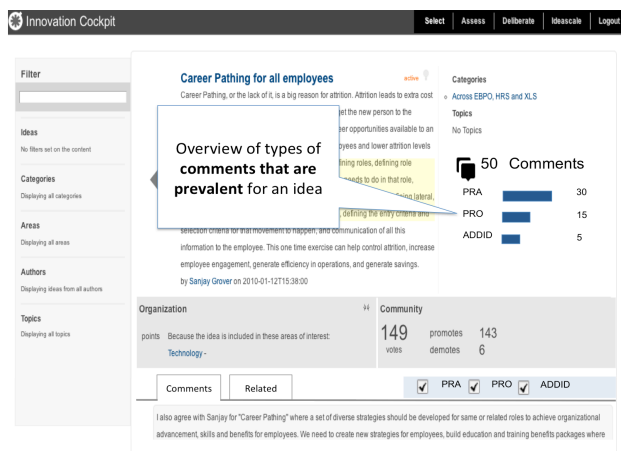 Innovation Cockpit
Select Assess Deliberate Ideascale Logout
Filter
Ideas
No filters set on the content
Categories
Displaying all categories
Areas
Displaying all areas
Authors
Displaying ideas from all authors
Topics
Displaying all topics
Career Pathing for all employees
active
Career Pathing, or the lack of it, is a big reason for attrition. Attrition leads to extra cost
get the new person to the
er opportunities available to an
oyees and lower attrition levels
fining roles, defining role
needs to do in that role,
fining lateral,
, defining the entry criteria and
selection criteria for that movement to happen, and communication of all this
information to the employee. This one time exercise can help control attrition, increase
employee engagement, generate efficiency in operations, and generate savings.
by Sanjay Grover on 2010-01-12T15:38:00
Overview of types of
comments that are
prevalent for an idea
Categories
Across EBPO, HRS and XLS
Topics
No Topics
50 Comments
PRA 30
PRO 15
ADDID 5
Organization
points Because the idea is included in these areas of interest:
Technology -
Community
149 votes
promotes 143
demotes 6
Comments Related
PRA PRO ADDID
I also agree with Sanjay for "Career Pathing" where a set of diverse strategies should be developed for same or related roles to achieve organizational
advancement, skills and benefits for employees. We need to create new strategies for employees, build education and training benefits packages where